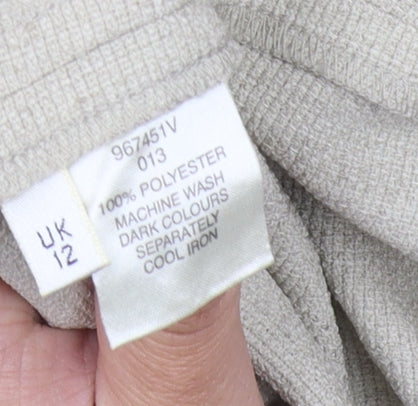 967451V
013
100% POLYESTER
MACHINE WASH
DARK COLOURS
SEPARATELY
COOL IRON
UK
12